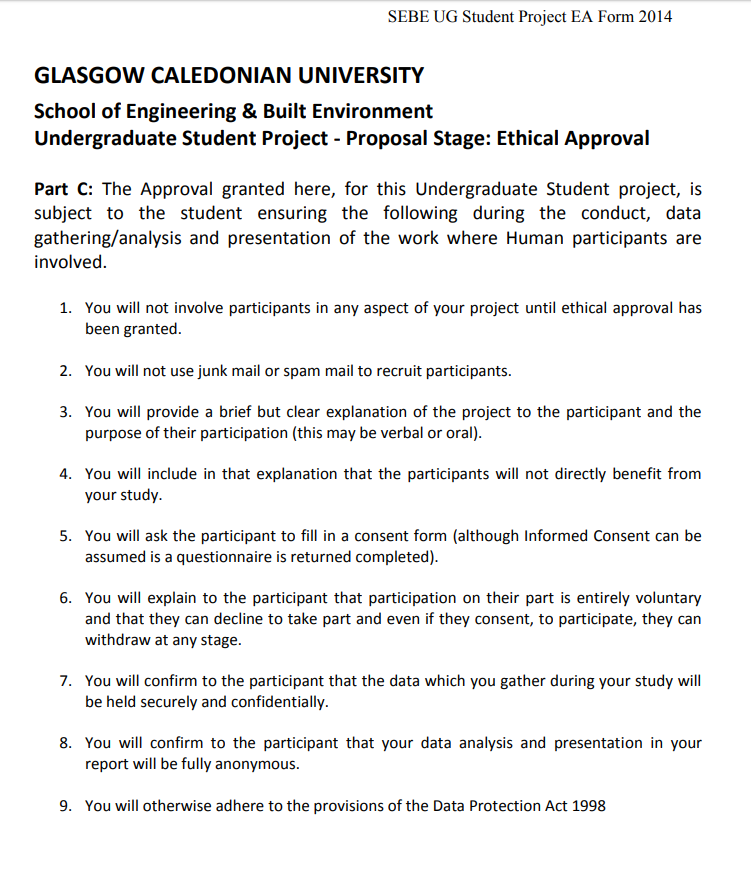 SEBE UG Student Project EA Form 2014
GLASGOW CALEDONIAN UNIVERSITY
School of Engineering & Built Environment
Undergraduate Student Project - Proposal Stage: Ethical Approval
Part C: The Approval granted here, for this Undergraduate Student project, is
subject to the student ensuring the following during the conduct, data
gathering/analysis and presentation of the work where Human participants are
involved.
1. You will not involve participants in any aspect of your project until ethical approval has
been granted.
2. You will not use junk mail or spam mail to recruit participants.
3. You will provide a brief but clear explanation of the project to the participant and the
purpose of their participation (this may be verbal or oral).
4. You will include in that explanation that the participants will not directly benefit from
your study.
5. You will ask the participant to fill in a consent form (although Informed Consent can be
assumed is a questionnaire is returned completed).
6. You will explain to the participant that participation on their part is entirely voluntary
and that they can decline to take part and even if they consent, to participate, they can
withdraw at any stage.
7. You will confirm to the participant that the data which you gather during your study will
be held securely and confidentially.
8. You will confirm to the participant that your data analysis and presentation in your
report will be fully anonymous.
9. You will otherwise adhere to the provisions of the Data Protection Act 1998